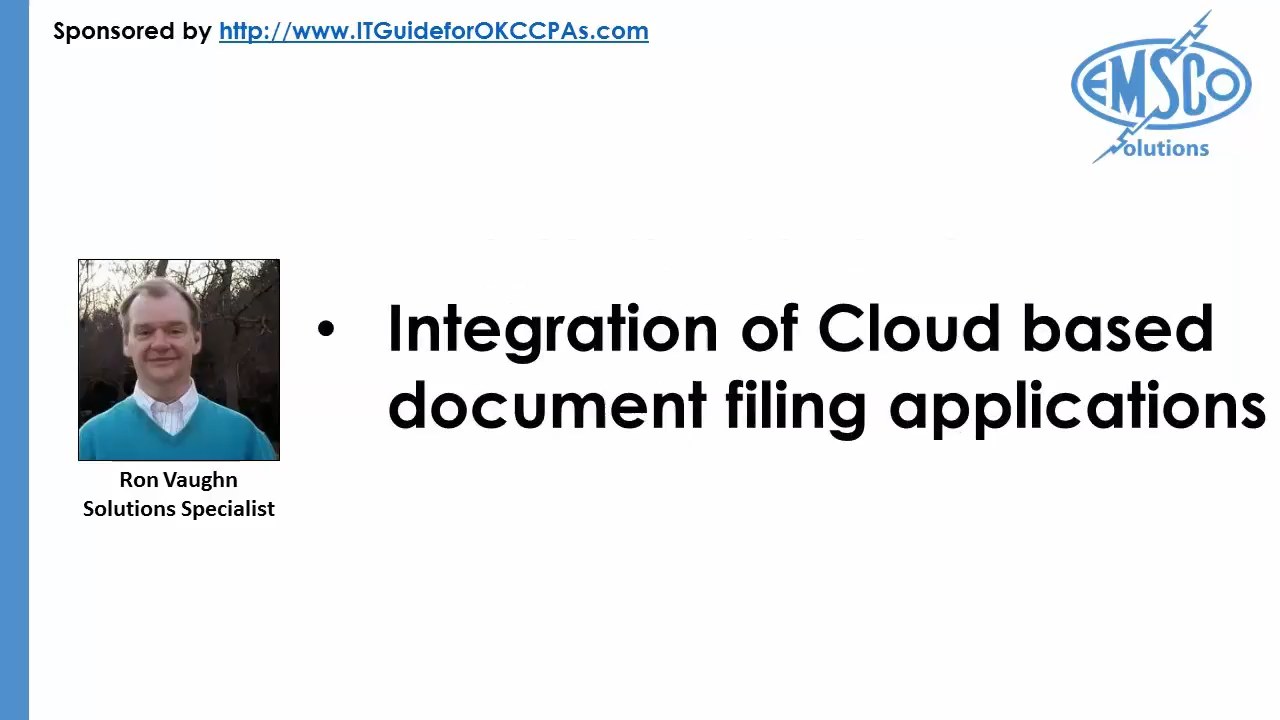 Sponsored by http://www.ITGuideforOKCCPAs.com
EMSCO
Solutions
• Integration of Cloud based
document filing applications
Ron Vaughn
Solutions Specialist